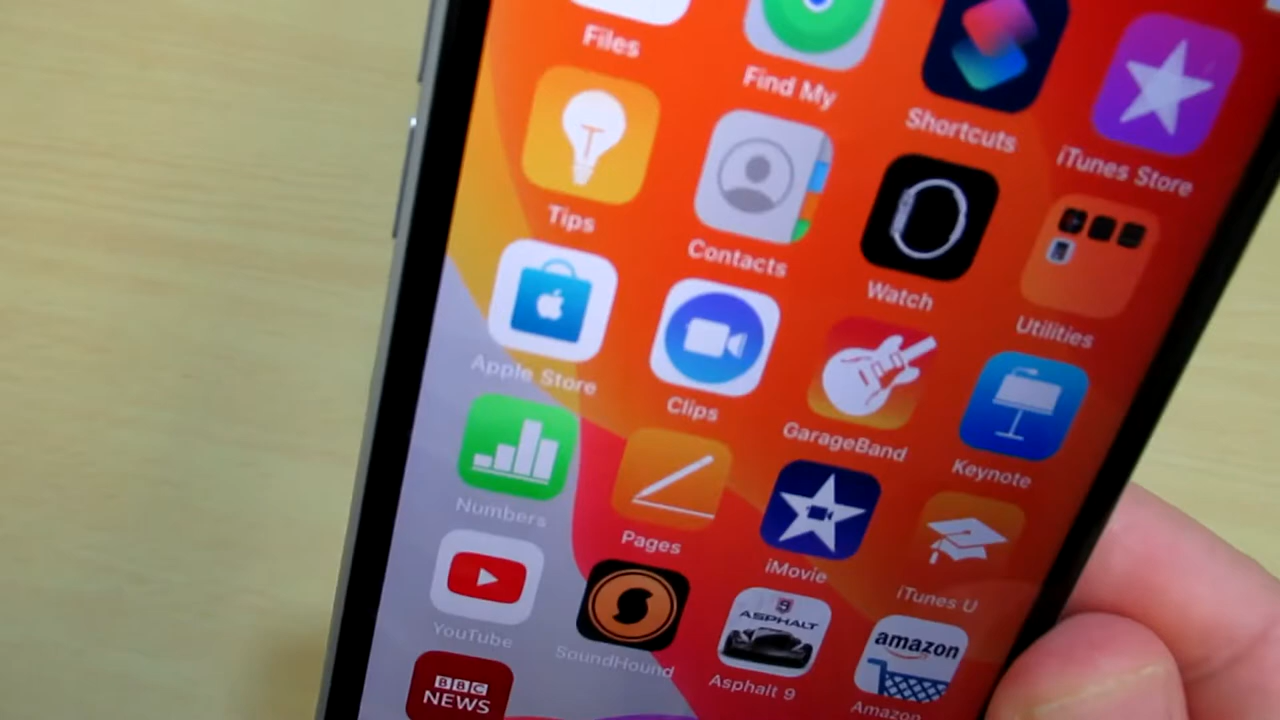 Files
Find My
Shortcuts
iTunes Store
Tips
Contacts
Watch
Utilities
Apple Store
Clips
GarageBand
Keynote
Numbers
Pages
iMovie
iTunes U
YouTube
SoundHound
9
ASPHALT
Asphalt 9
amazon
Amazon
BBC
NEWS